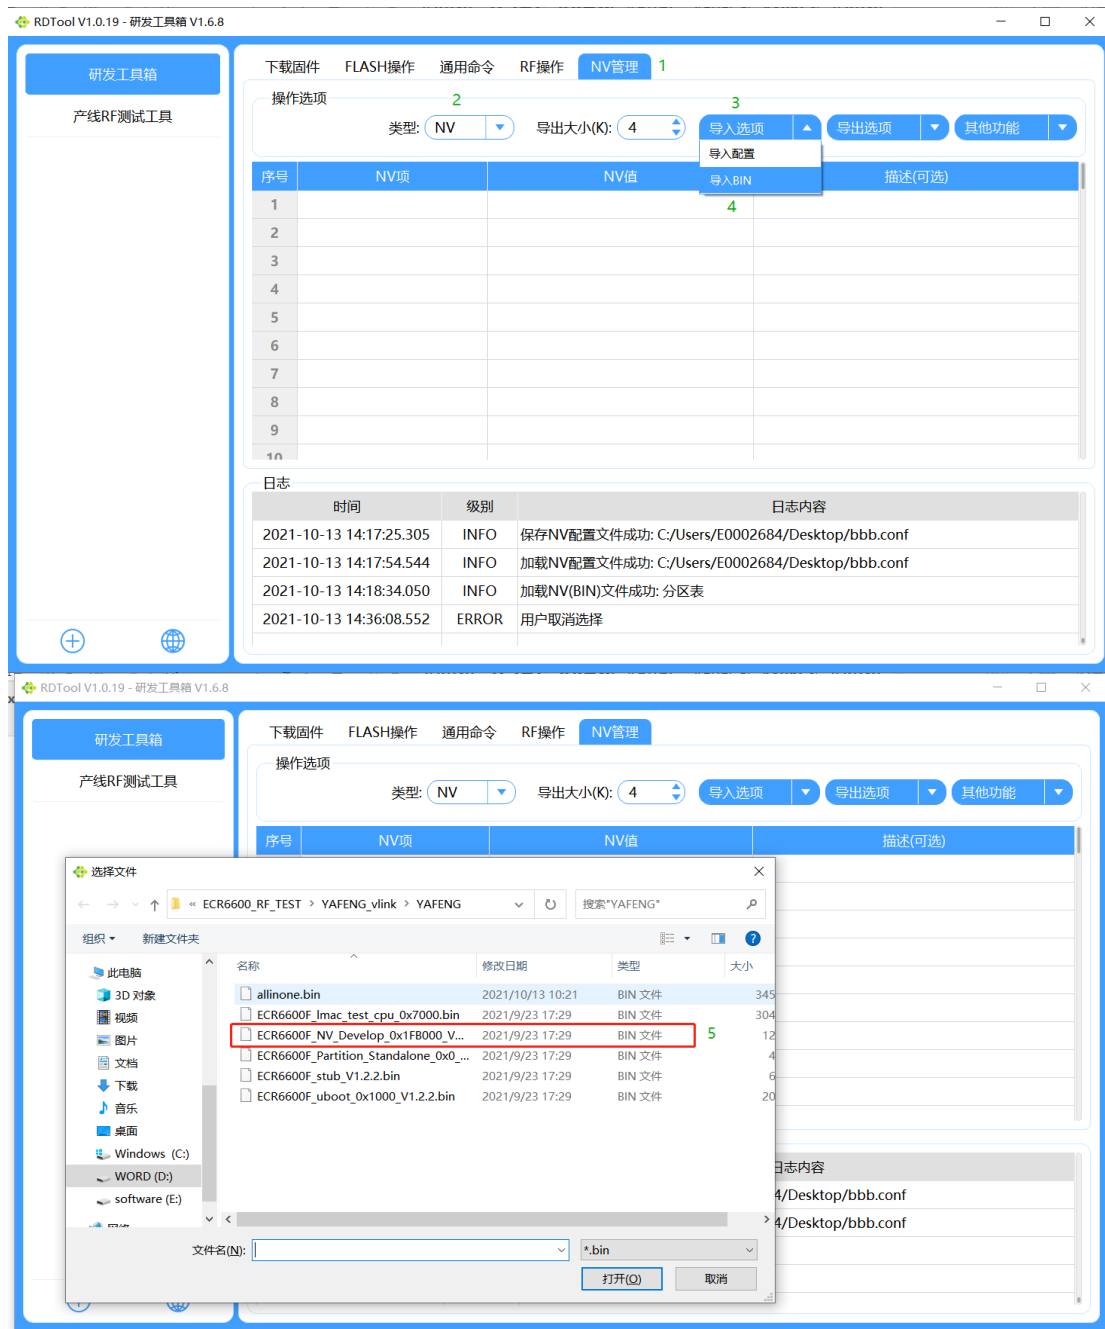 RDTool V1.0.19 - 研发工具箱 V1.6.8
研发工具箱
产线RF测试工具
下载固件 FLASH操作 通用命令 RF操作 NV管理 1
操作选项
2 3
类型: NV 导出大小(K): 4 导入选项 导出选项 其他功能
导入配置
导入BIN
4
序号 NV项 NV值 描述(可选)
1
2
3
4
5
6
7
8
9
10
日志
时间 级别 日志内容
2021-10-13 14:17:25.305 INFO 保存NV配置文件成功: C:/Users/E0002684/Desktop/bbb.conf
2021-10-13 14:17:54.544 INFO 加载NV配置文件成功: C:/Users/E0002684/Desktop/bbb.conf
2021-10-13 14:18:34.050 INFO 加载NV(BIN)文件成功: 分区表
2021-10-13 14:36:08.552 ERROR 用户取消选择
RDTool V1.0.19 - 研发工具箱 V1.6.8
研发工具箱
产线RF测试工具
下载固件 FLASH操作 通用命令 RF操作 NV管理
操作选项
类型: NV 导出大小(K): 4 导入选项 导出选项 其他功能
序号 NV项 NV值 描述(可选)
选择文件
« ECR6600_RF_TEST › YAFENG_vlink › YAFENG 搜索"YAFENG"
组织 新建文件夹
此电脑
3D 对象
视频
图片
文档
下载
音乐
桌面
Windows (C:)
WORD (D:)
software (E:)
名称 修改日期 类型 大小
allinone.bin 2021/10/13 10:21 BIN 文件 345
ECR6600F_lmac_test_cpu_0x7000.bin 2021/9/23 17:29 BIN 文件 304
ECR6600F_NV_Develop_0x1FB000_V... 2021/9/23 17:29 BIN 文件 5 12
ECR6600F_Partition_Standalone_0x0_... 2021/9/23 17:29 BIN 文件 4
ECR6600F_stub_V1.2.2.bin 2021/9/23 17:29 BIN 文件 6
ECR6600F_uboot_0x1000_V1.2.2.bin 2021/9/23 17:29 BIN 文件 20
文件名(N): *.bin
打开(O) 取消
日志内容
4/Desktop/bbb.conf
4/Desktop/bbb.conf